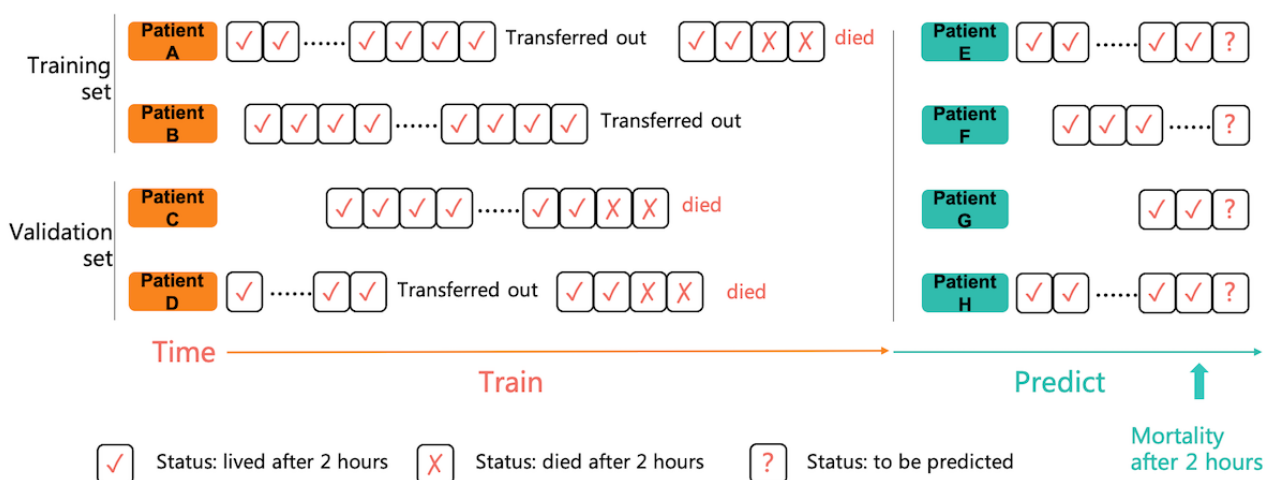 Training
set
Patient
A
✓ ✓ ...... ✓ ✓ ✓ ✓ Transferred out ✓ ✓ ✗ ✗ died
Patient
B
✓ ✓ ✓ ✓ ...... ✓ ✓ ✓ ✓ Transferred out
Validation
set
Patient
C
✓ ✓ ✓ ✓ ...... ✓ ✓ ✗ ✗ died
Patient
D
✓ ...... ✓ ✓ Transferred out ✓ ✓ ✗ ✗ died
Patient
E
✓ ✓ ...... ✓ ✓ ?
Patient
F
✓ ✓ ✓ ...... ?
Patient
G
✓ ✓ ?
Patient
H
✓ ✓ ...... ✓ ✓ ?
Time
Train
Predict
Mortality
after 2 hours
✓ Status: lived after 2 hours
✗ Status: died after 2 hours
? Status: to be predicted